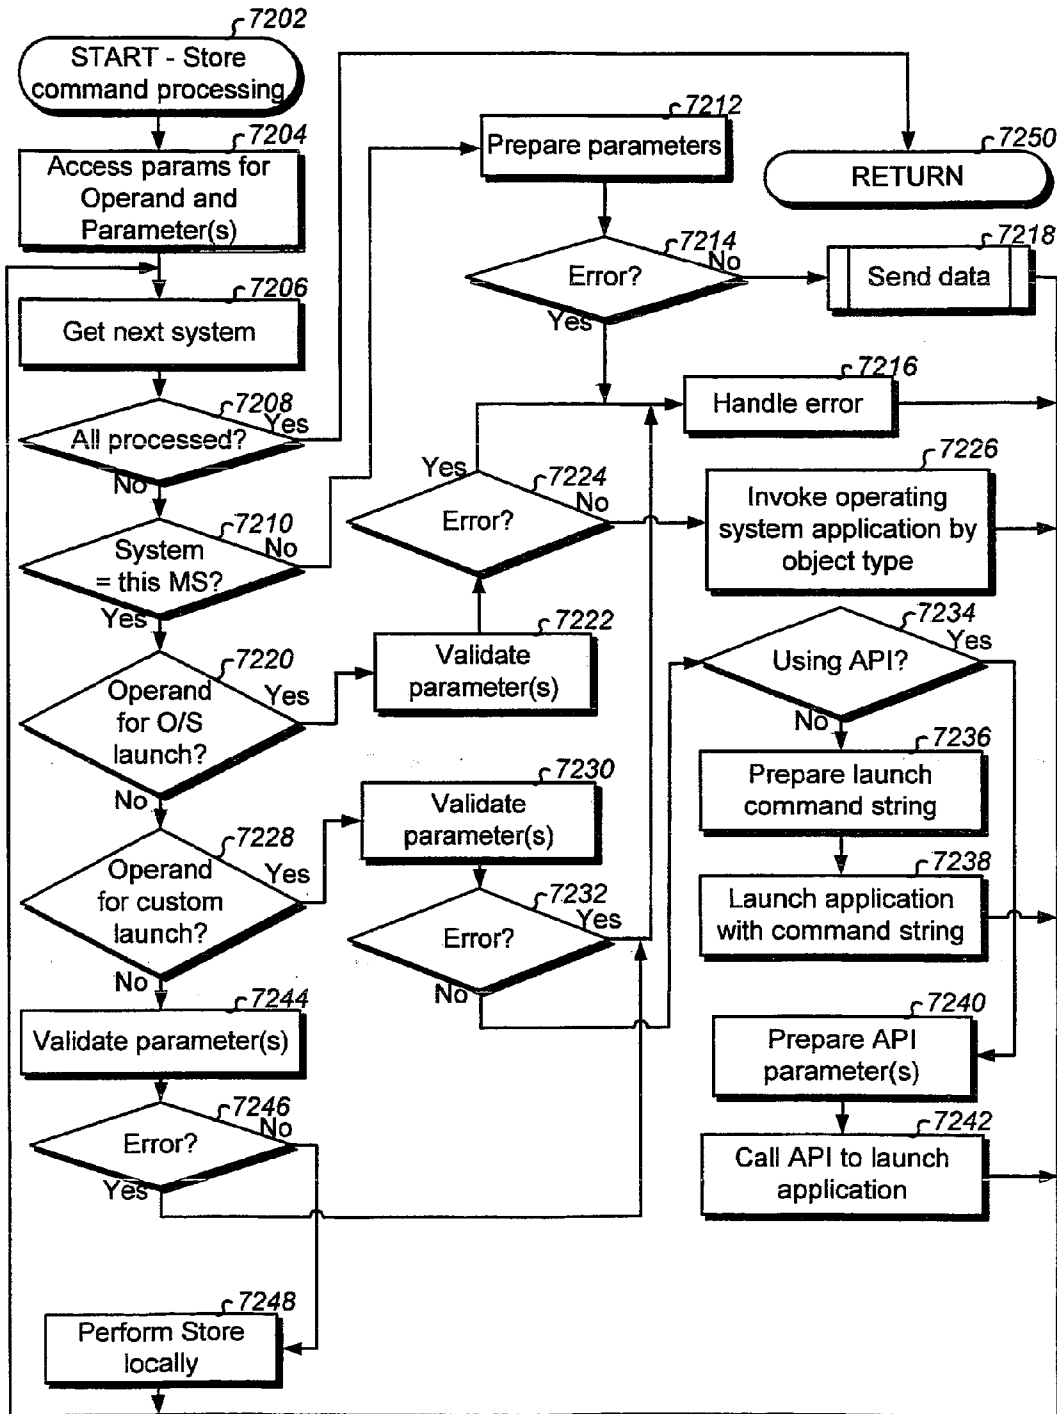 7202
START - Store
command processing
7204
Access params for
Operand and
Parameter(s)
7206
Get next system
7208
All processed?
Yes
No
7210
System
= this MS?
No
Yes
7220
Operand
for O/S
launch?
Yes
No
7228
Operand
for custom
launch?
Yes
No
7244
Validate parameter(s)
7246
Error?
No
Yes
7248
Perform Store
locally
7212
Prepare parameters
7214
Error?
No
Yes
7250
RETURN
7218
Send data
7216
Handle error
7224
Error?
Yes
No
7222
Validate
parameter(s)
7226
Invoke operating
system application by
object type
7230
Validate
parameter(s)
7232
Error?
Yes
No
7234
Using API?
Yes
No
7236
Prepare launch
command string
7238
Launch application
with command string
7240
Prepare API
parameter(s)
7242
Call API to launch
application